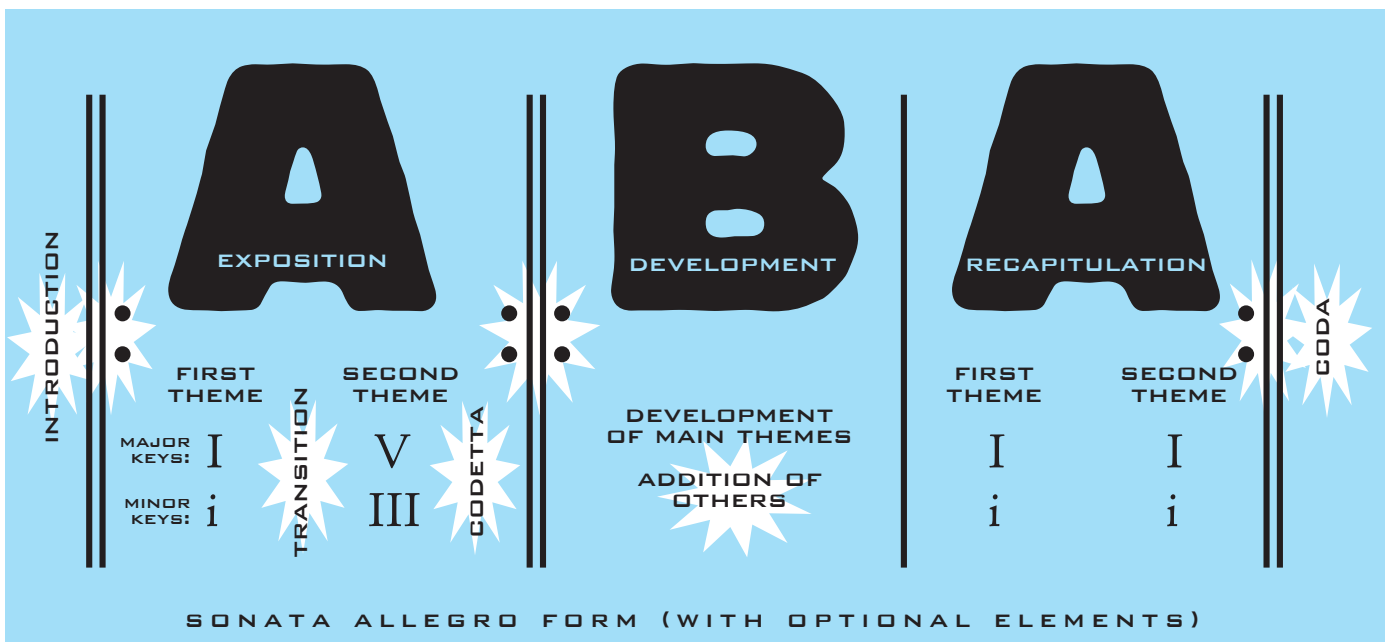 INTRODUCTION
A
EXPOSITION
FIRST
THEME
SECOND
THEME
MAJOR
KEYS: I
V
MINOR
KEYS: i
III
TRANSITION
CODETTA
B
DEVELOPMENT
DEVELOPMENT
OF MAIN THEMES
ADDITION OF
OTHERS
A
RECAPITULATION
FIRST
THEME
SECOND
THEME
I
I
i
i
CODA
SONATA ALLEGRO FORM (WITH OPTIONAL ELEMENTS)